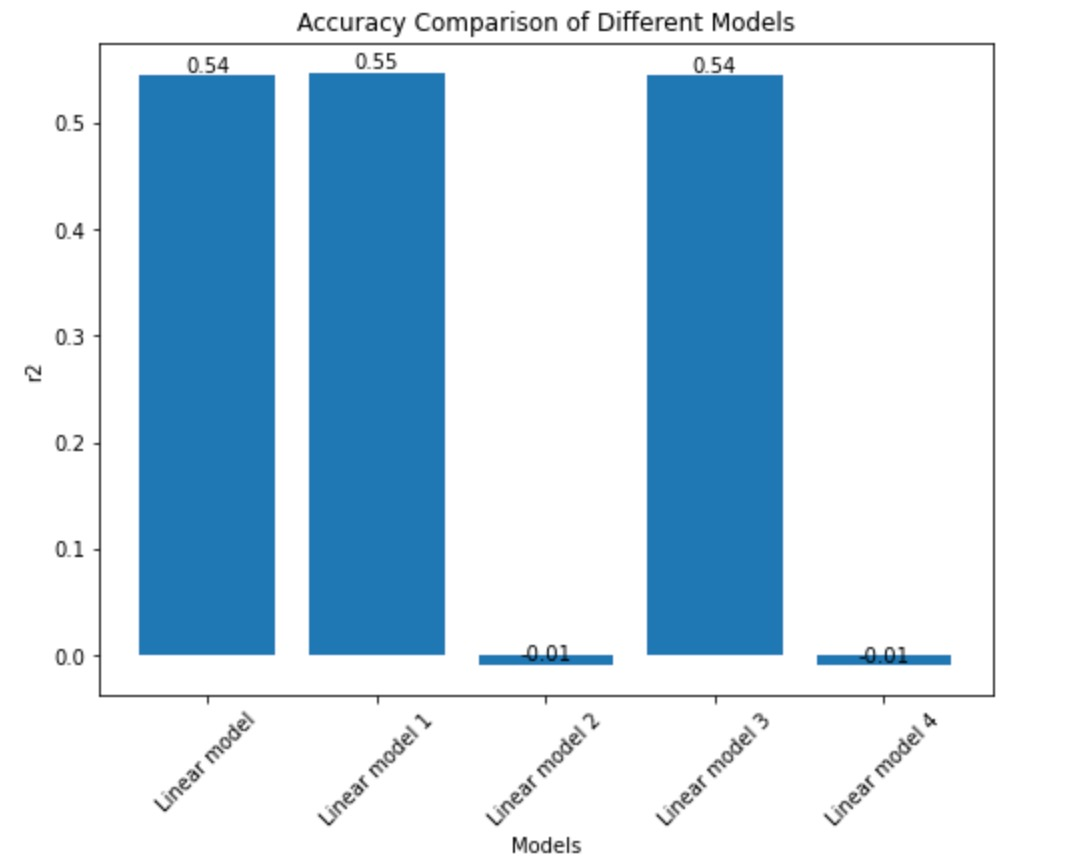 Accuracy Comparison of Different Models
0.54
0.55
0.54
0.5
0.4
0.3
r2
0.2
0.1
0.0
-0.01
-0.01
Linear model
Linear model 1
Linear model 2
Linear model 3
Linear model 4
Models